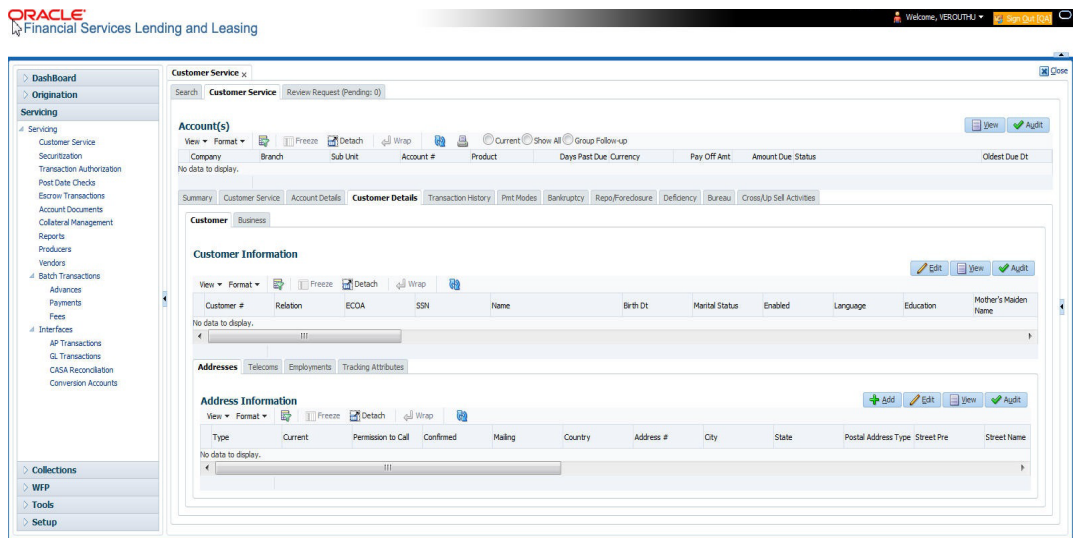 ORACLE
Financial Services Lending and Leasing
Welcome, VEROUTHU
Sign Out [QA]
DashBoard
Origination
Servicing
Servicing
Customer Service
Securitization
Transaction Authorization
Post Date Checks
Escrow Transactions
Account Documents
Collateral Management
Reports
Producers
Vendors
Batch Transactions
Advances
Payments
Fees
Interfaces
AP Transactions
GL Transactions
CASA Reconciliation
Conversion Accounts
Collections
WFP
Tools
Setup
Customer Service x
Close
Search Customer Service Review Request (Pending: 0)
Account(s)
View Audit
View Format Freeze Detach Wrap Current Show All Group Follow-up
Company Branch Sub Unit Account # Product Days Past Due Currency Pay Off Amt Amount Due Status Oldest Due Dt
No data to display.
Summary Customer Service Account Details Customer Details Transaction History Pmt Modes Bankruptcy Repo/Foreclosure Deficiency Bureau Cross/Up Sell Activities
Customer Business
Customer Information
Edit View Audit
View Format Freeze Detach Wrap
Customer # Relation ECOA SSN Name Birth Dt Marital Status Enabled Language Education Mother's Maiden Name
No data to display.
Addresses Telecoms Employments Tracking Attributes
Address Information
Add Edit View Audit
View Format Freeze Detach Wrap
Type Current Permission to Call Confirmed Mailing Country Address # City State Postal Address Type Street Pre Street Name
No data to display.